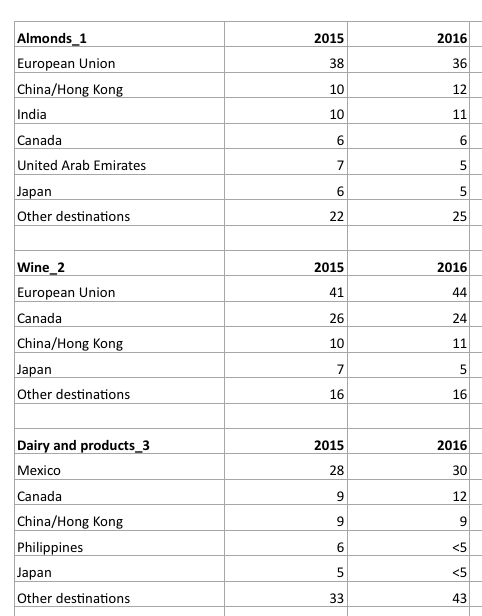 Almonds_1 2015 2016
European Union 38 36
China/Hong Kong 10 12
India 10 11
Canada 6 6
United Arab Emirates 7 5
Japan 6 5
Other destinations 22 25
Wine_2 2015 2016
European Union 41 44
Canada 26 24
China/Hong Kong 10 11
Japan 7 5
Other destinations 16 16
Dairy and products_3 2015 2016
Mexico 28 30
Canada 9 12
China/Hong Kong 9 9
Philippines 6 <5
Japan 5 <5
Other destinations 33 43